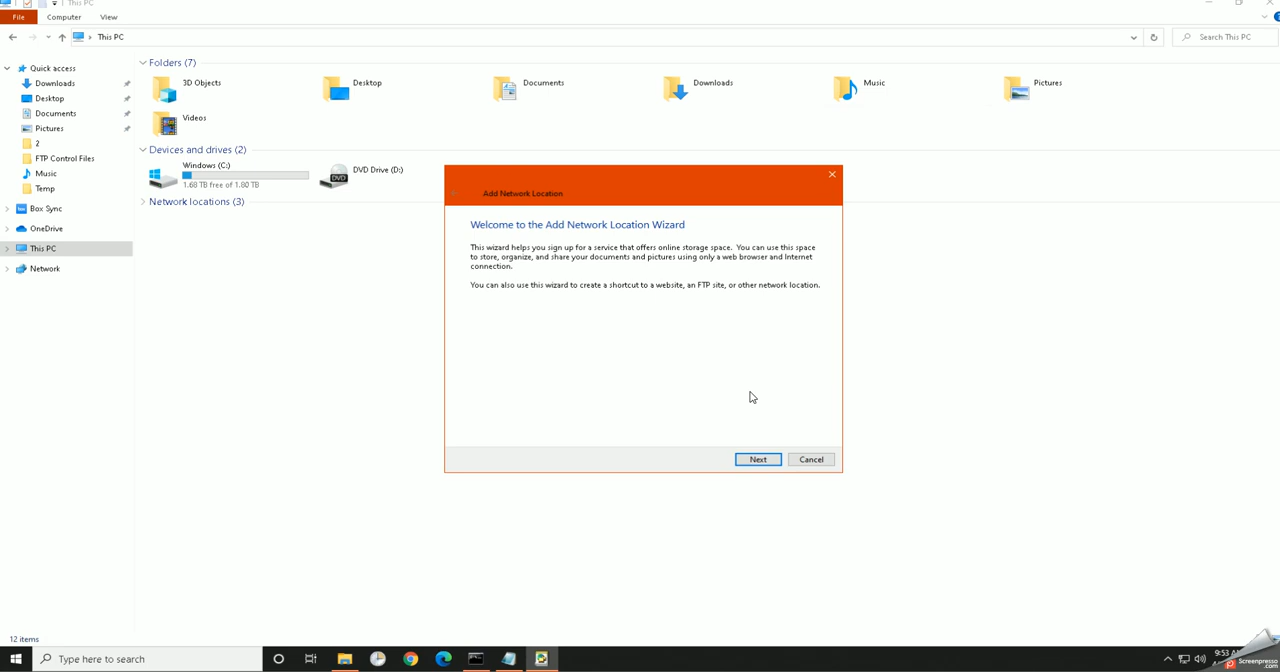 This PC
File Computer View
This PC
Search This PC
Quick access
Downloads
Desktop
Documents
Pictures
2
FTP Control Files
Music
Temp
Box Sync
OneDrive
This PC
Network
Folders (7)
3D Objects
Desktop
Documents
Downloads
Music
Pictures
Videos
Devices and drives (2)
Windows (C:)
1.68 TB free of 1.80 TB
DVD
DVD Drive (D:)
Network locations (3)
Add Network Location
Welcome to the Add Network Location Wizard
This wizard helps you sign up for a service that offers online storage space. You can use this space
to store, organize, and share your documents and pictures using only a web browser and Internet
connection.
You can also use this wizard to create a shortcut to a website, an FTP site, or other network location.
Next Cancel
12 items
Type here to search
9:53
Screenpresso
.com